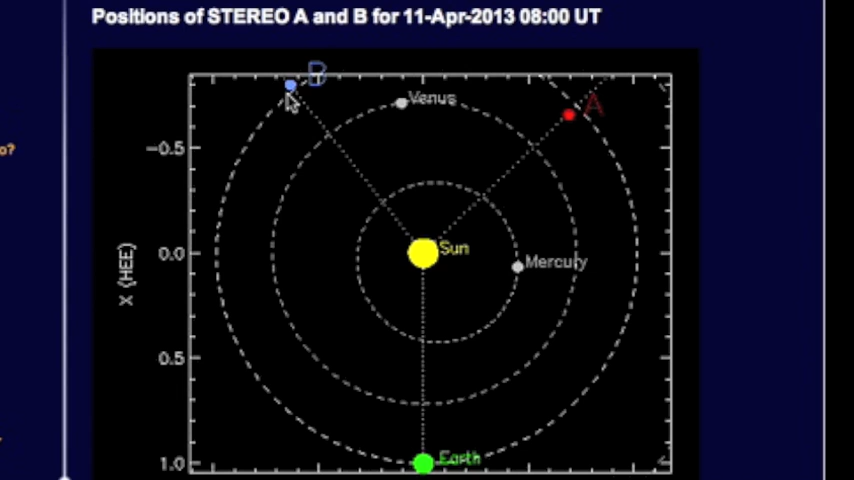 Positions of STEREO A and B for 11-Apr-2013 08:00 UT
B
Venus
A
o?
−0.5
Sun
0.0
Mercury
X (HEE)
0.5
Earth
1.0